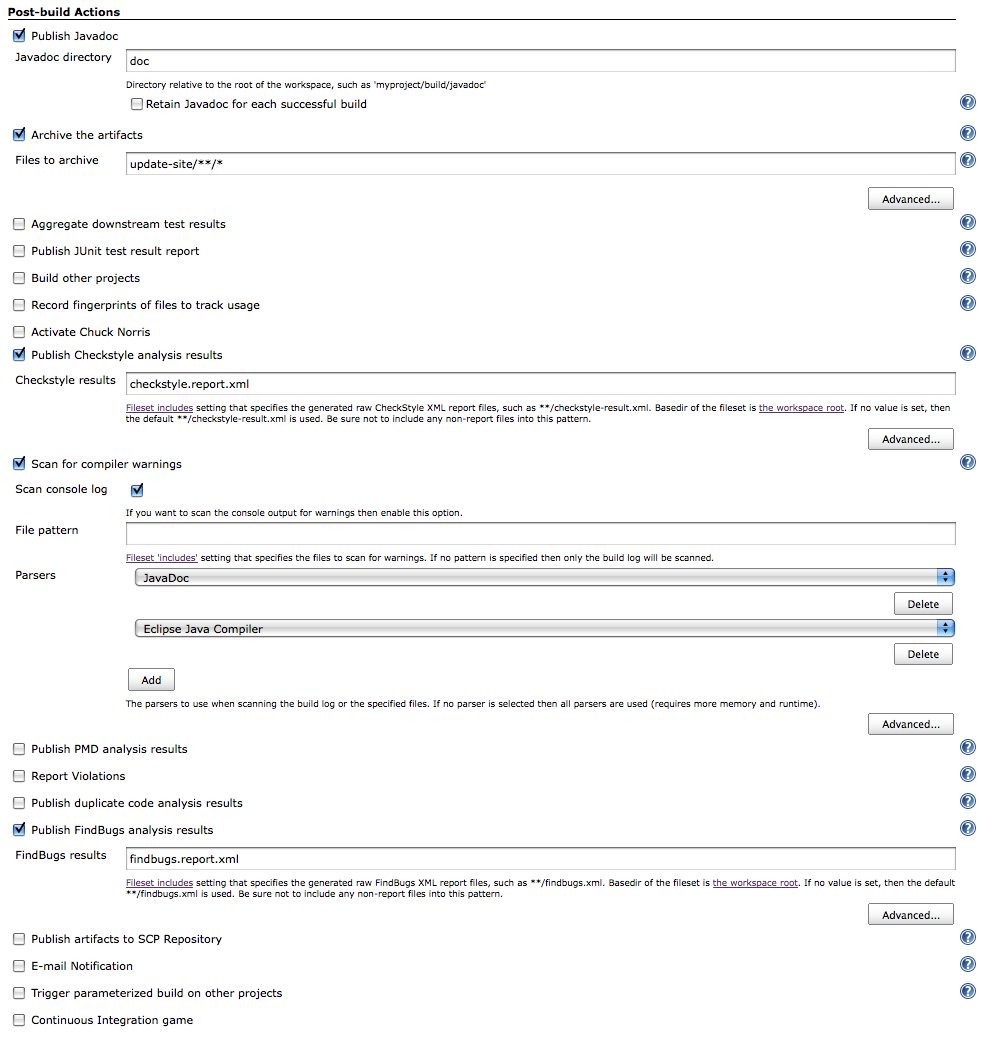 Post-build Actions
Publish Javadoc
Javadoc directory
doc
Directory relative to the root of the workspace, such as 'myproject/build/javadoc'
Retain Javadoc for each successful build
Archive the artifacts
Files to archive
update-site/**/*
Advanced...
Aggregate downstream test results
Publish JUnit test result report
Build other projects
Record fingerprints of files to track usage
Activate Chuck Norris
Publish Checkstyle analysis results
Checkstyle results
checkstyle.report.xml
Fileset includes setting that specifies the generated raw CheckStyle XML report files, such as **/checkstyle-result.xml. Basedir of the fileset is the workspace root. If no value is set, then
the default **/checkstyle-result.xml is used. Be sure not to include any non-report files into this pattern.
Advanced...
Scan for compiler warnings
Scan console log
If you want to scan the console output for warnings then enable this option.
File pattern
Fileset 'includes' setting that specifies the files to scan for warnings. If no pattern is specified then only the build log will be scanned.
Parsers
JavaDoc
Delete
Eclipse Java Compiler
Delete
Add
The parsers to use when scanning the build log or the specified files. If no parser is selected then all parsers are used (requires more memory and runtime).
Advanced...
Publish PMD analysis results
Report Violations
Publish duplicate code analysis results
Publish FindBugs analysis results
FindBugs results
findbugs.report.xml
Fileset includes setting that specifies the generated raw FindBugs XML report files, such as **/findbugs.xml. Basedir of the fileset is the workspace root. If no value is set, then the default
**/findbugs.xml is used. Be sure not to include any non-report files into this pattern.
Advanced...
Publish artifacts to SCP Repository
E-mail Notification
Trigger parameterized build on other projects
Continuous Integration game